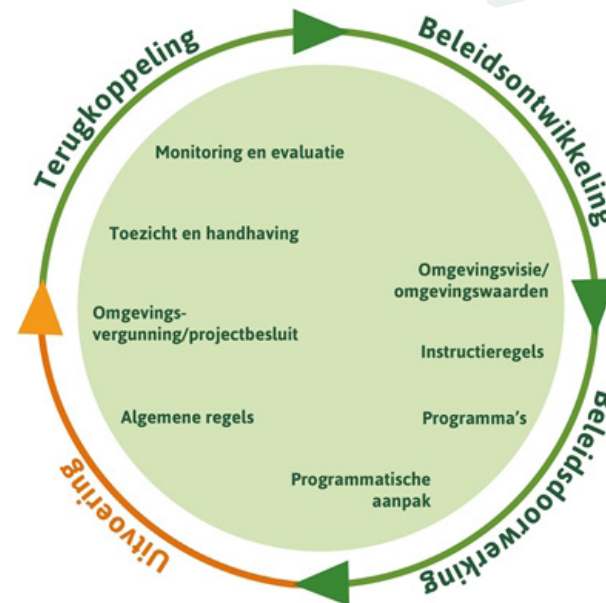 Terugkoppeling
Beleidsontwikkeling
Monitoring en evaluatie
Toezicht en handhaving
Omgevingsvisie/
omgevingswaarden
Omgevings-
vergunning/projectbesluit
Instructieregels
Algemene regels
Programma's
Programmatische
aanpak
Uitvoering
Beleidsdoorwerking